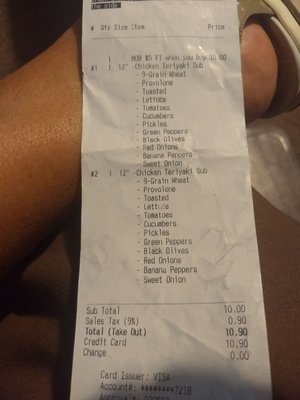 the side
# Qty Size Item Price
1 MOB $5 FT when you buy 10.00
#1 1 12" -Chicken Teriyaki Sub
- 9-Grain Wheat
- Provolone
- Toasted
- Lettuce
- Tomatoes
- Cucumbers
- Pickles
- Green Peppers
- Black Olives
- Red Onions
- Banana Peppers
- Sweet Onion
#2 1 12" -Chicken Teriyaki Sub
- 9-Grain Wheat
- Provolone
- Toasted
- Lettuce
- Tomatoes
- Cucumbers
- Pickles
- Green Peppers
- Black Olives
- Red Onions
- Banana Peppers
- Sweet Onion
Sub Total 10.00
Sales Tax (9%) 0.90
Total (Take Out) 10.90
Credit Card 10.90
Change 0.00
Card Issuer: VISA
Account#: ********7218